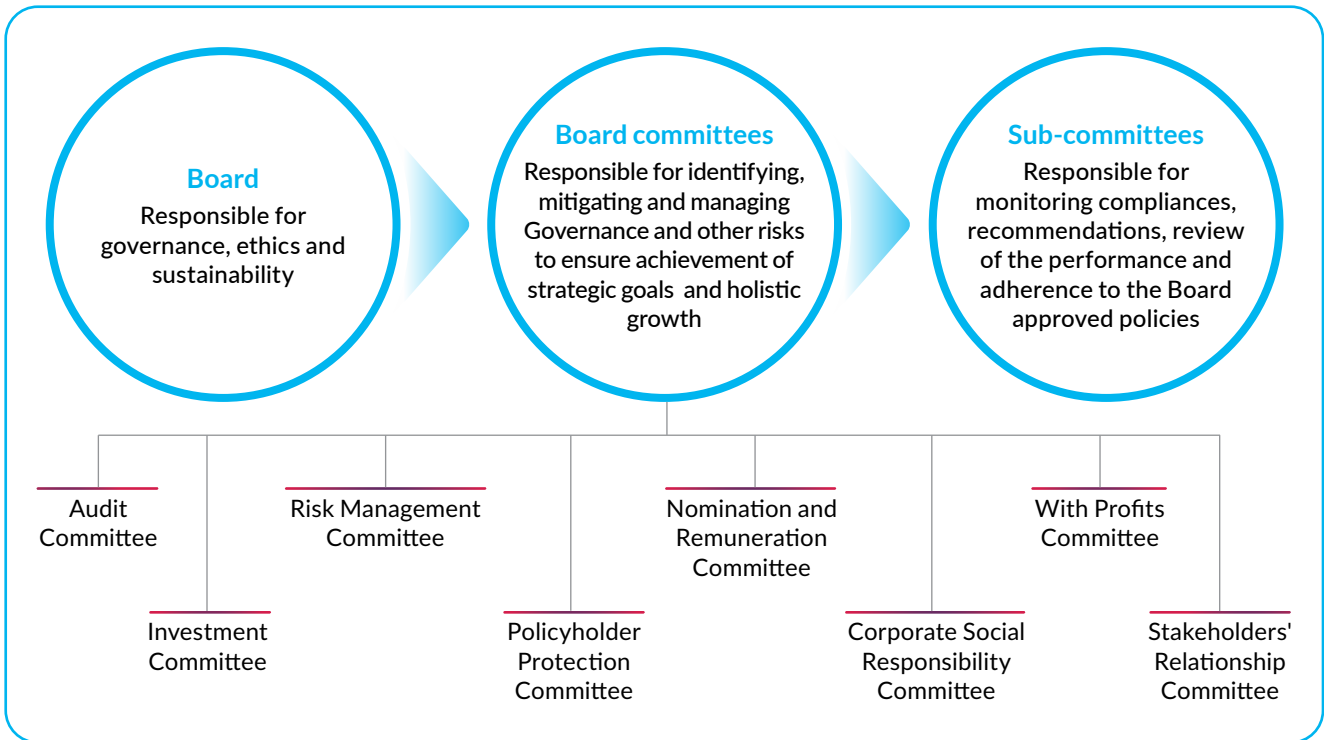 Board
Responsible for
governance, ethics and
sustainability
Board committees
Responsible for identifying,
mitigating and managing
Governance and other risks
to ensure achievement of
strategic goals and holistic
growth
Sub-committees
Responsible for
monitoring compliances,
recommendations, review
of the performance and
adherence to the Board
approved policies
Audit
Committee
Investment
Committee
Risk Management
Committee
Policyholder
Protection
Committee
Nomination and
Remuneration
Committee
Corporate Social
Responsibility
Committee
With Profits
Committee
Stakeholders'
Relationship
Committee